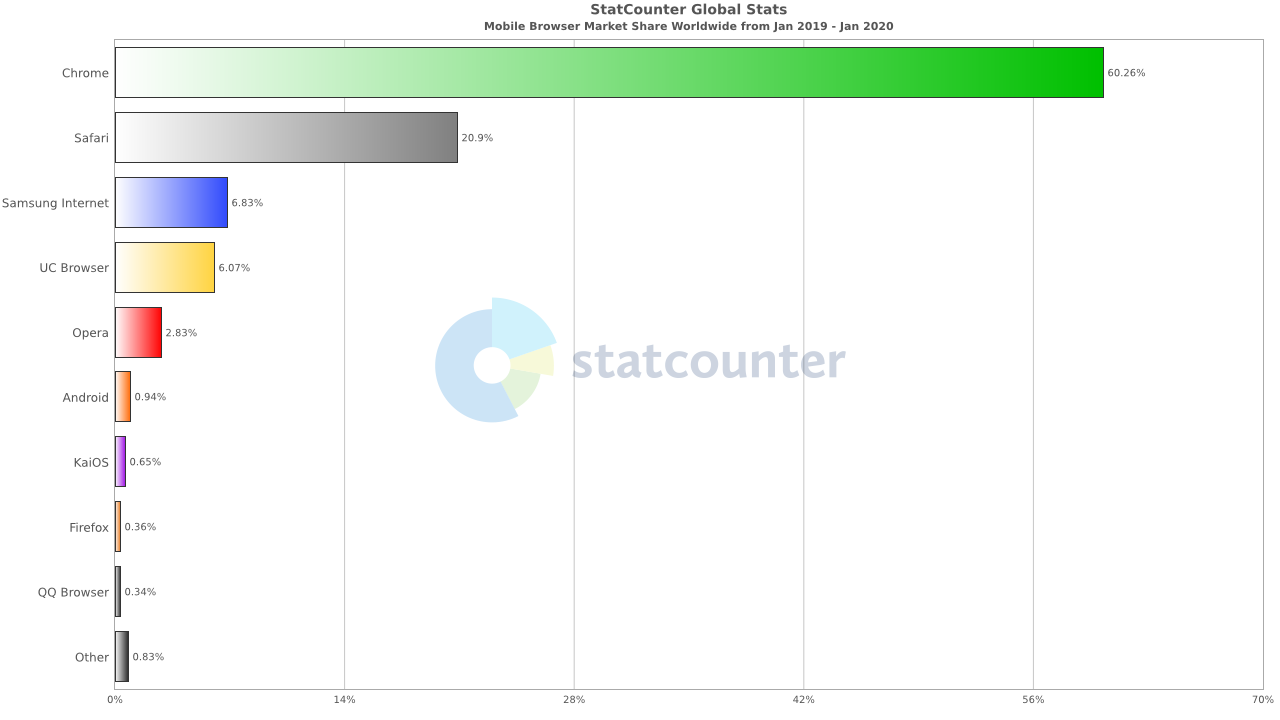 StatCounter Global Stats
Mobile Browser Market Share Worldwide from Jan 2019 - Jan 2020
Chrome 60.26%
Safari 20.9%
Samsung Internet 6.83%
UC Browser 6.07%
Opera 2.83%
statcounter
Android 0.94%
KaiOS 0.65%
Firefox 0.36%
QQ Browser 0.34%
Other 0.83%
0% 14% 28% 42% 56% 70%